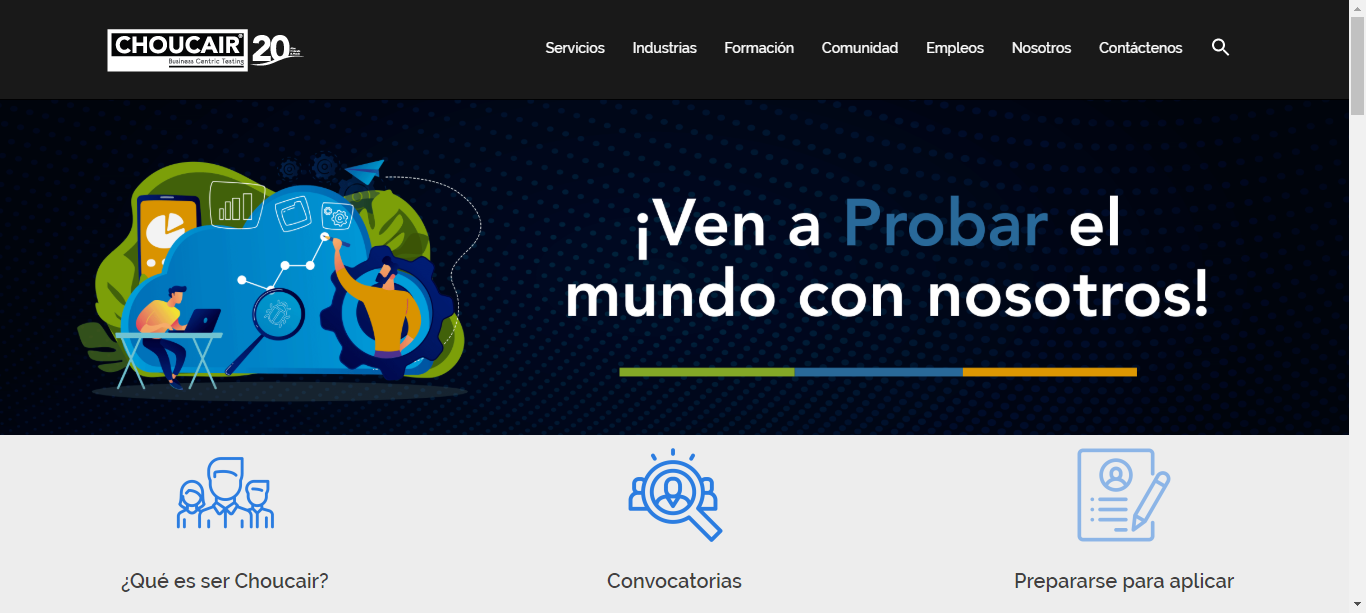 CHOUCAIR®
Business Centric Testing
20
Servicios Industrias Formación Comunidad Empleos Nosotros Contáctenos
¡Ven a Probar el
mundo con nosotros!
¿Qué es ser Choucair? Convocatorias Prepararse para aplicar